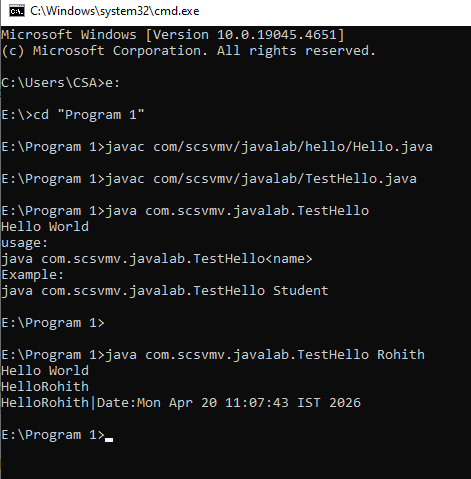 C:\Windows\system32\cmd.exe
Microsoft Windows [Version 10.0.19045.4651]
(c) Microsoft Corporation. All rights reserved.
C:\Users\CSA>e:
E:\>cd "Program 1"
E:\Program 1>javac com/scsvmv/javalab/hello/Hello.java
E:\Program 1>javac com/scsvmv/javalab/TestHello.java
E:\Program 1>java com.scsvmv.javalab.TestHello
Hello World
usage:
java com.scsvmv.javalab.TestHello<name>
Example:
java com.scsvmv.javalab.TestHello Student
E:\Program 1>
E:\Program 1>java com.scsvmv.javalab.TestHello Rohith
Hello World
HelloRohith
HelloRohith|Date:Mon Apr 20 11:07:43 IST 2026
E:\Program 1>